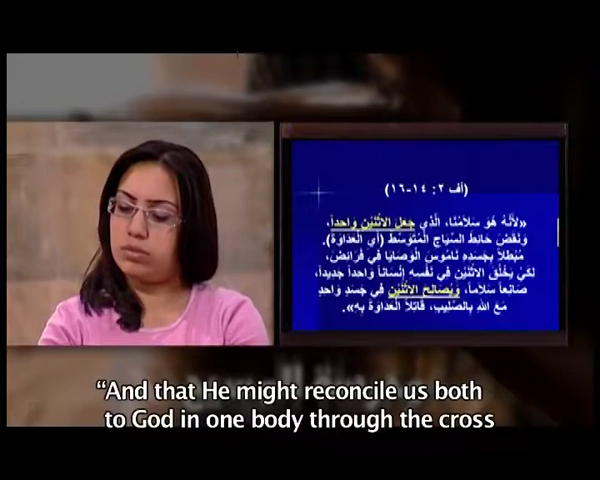 (أف ٢: ١٤-١٦)
«لأَنَّهُ هُوَ سَلاَمُنَا، الَّذِي جَعَلَ الاثْنَيْنِ وَاحِداً،
وَنَقَضَ حَائِطَ السِّيَاجِ الْمُتَوَسِّطَ (أي الْعَدَاوَةَ).
مُبْطِلاً بِجَسَدِهِ نَامُوسَ الْوَصَايَا فِي فَرَائِضَ،
لِكَيْ يَخْلُقَ الاثْنَيْنِ فِي نَفْسِهِ إِنْسَاناً وَاحِداً جَدِيداً،
صَانِعاً سَلاَماً، وَيُصَالِحَ الاثْنَيْنِ فِي جَسَدٍ وَاحِدٍ
مَعَ اللهِ بِالصَّلِيبِ، قَاتِلاً الْعَدَاوَةَ بِهِ».
“And that He might reconcile us both
to God in one body through the cross